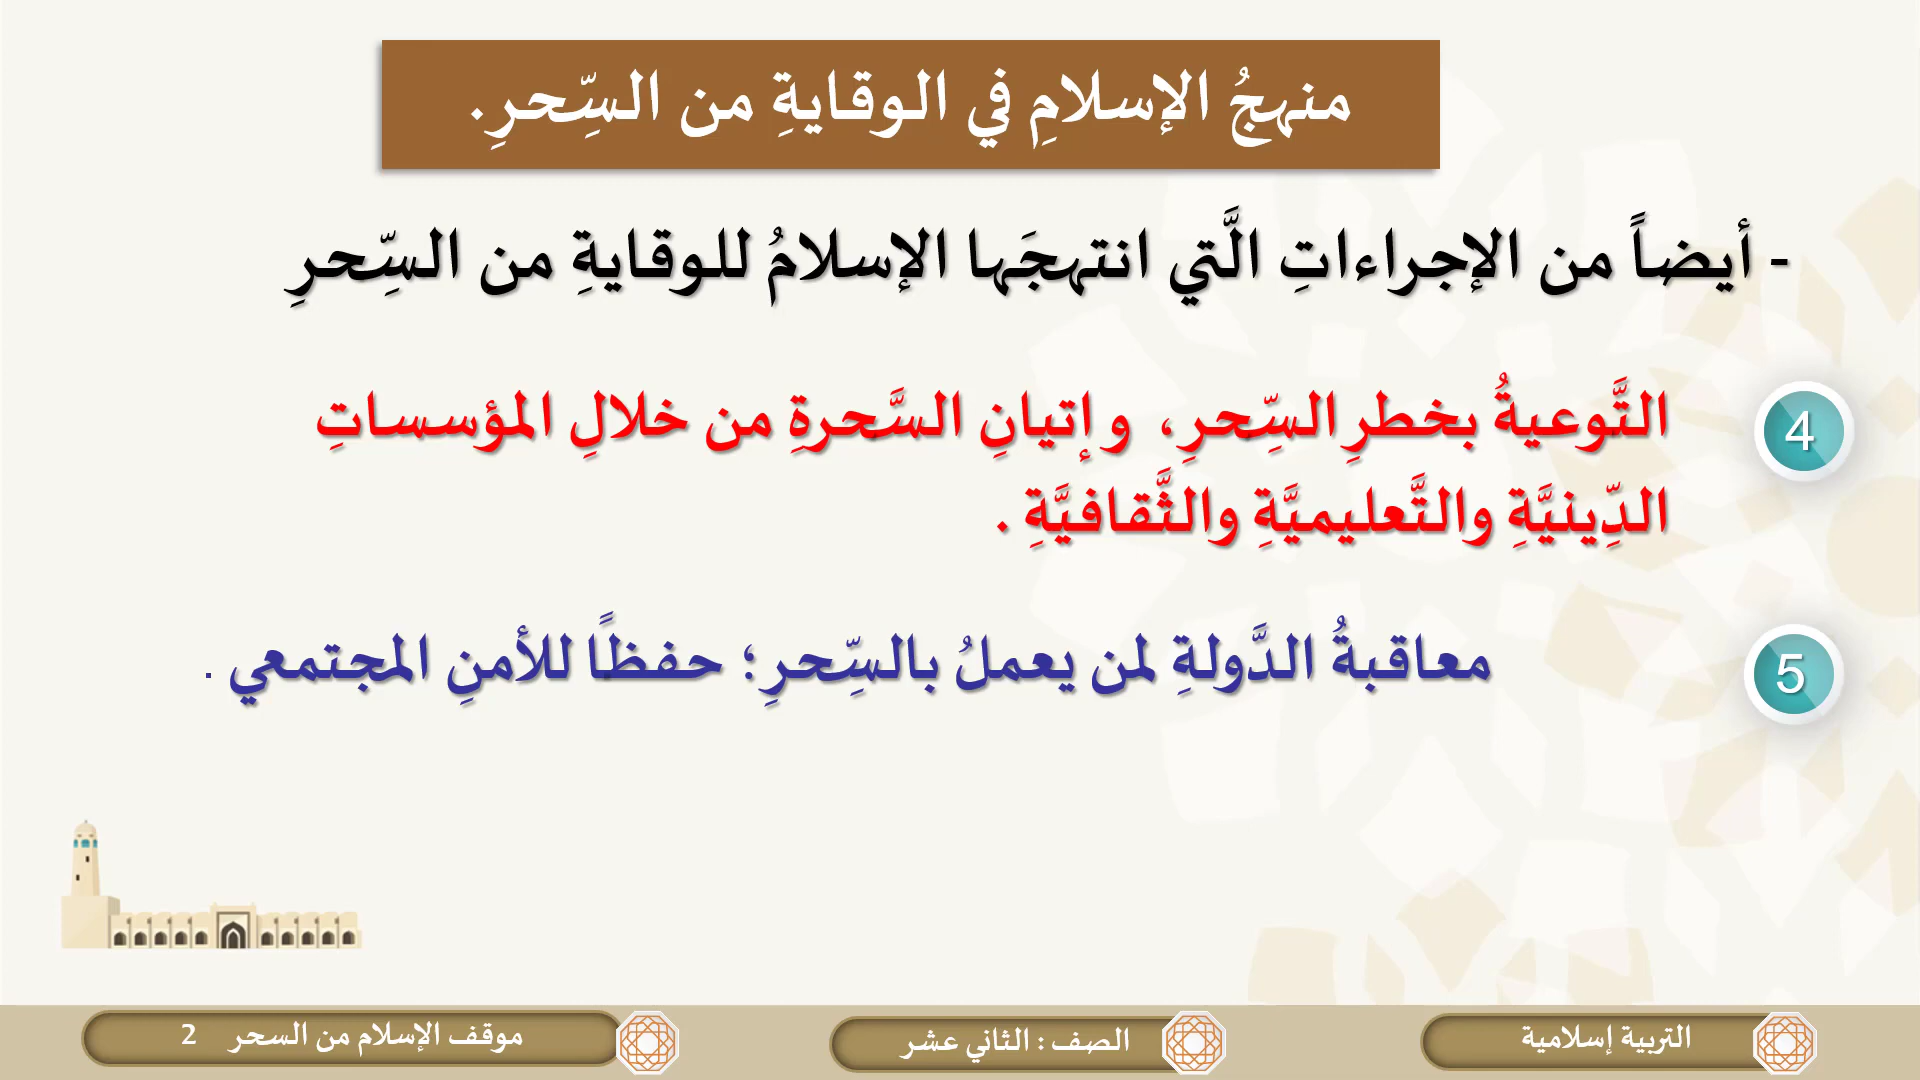 منهجُ الإسلامِ في الوقايةِ من السِّحرِ.
- أيضاً من الإجراءاتِ الَّتي انتهجَها الإسلامُ للوقايةِ من السِّحرِ
4
التَّوعيةُ بخطرِ السِّحرِ، وإتيانِ السَّحرةِ من خلالِ المؤسساتِ
الدِّينيَّةِ والتَّعليميَّةِ والثَّقافيَّةِ .
5
معاقبةُ الدَّولةِ لمن يعملُ بالسِّحرِ؛ حفظًا للأمنِ المجتمعي .
التربية إسلامية
الصف : الثاني عشر
موقف الإسلام من السحر 2